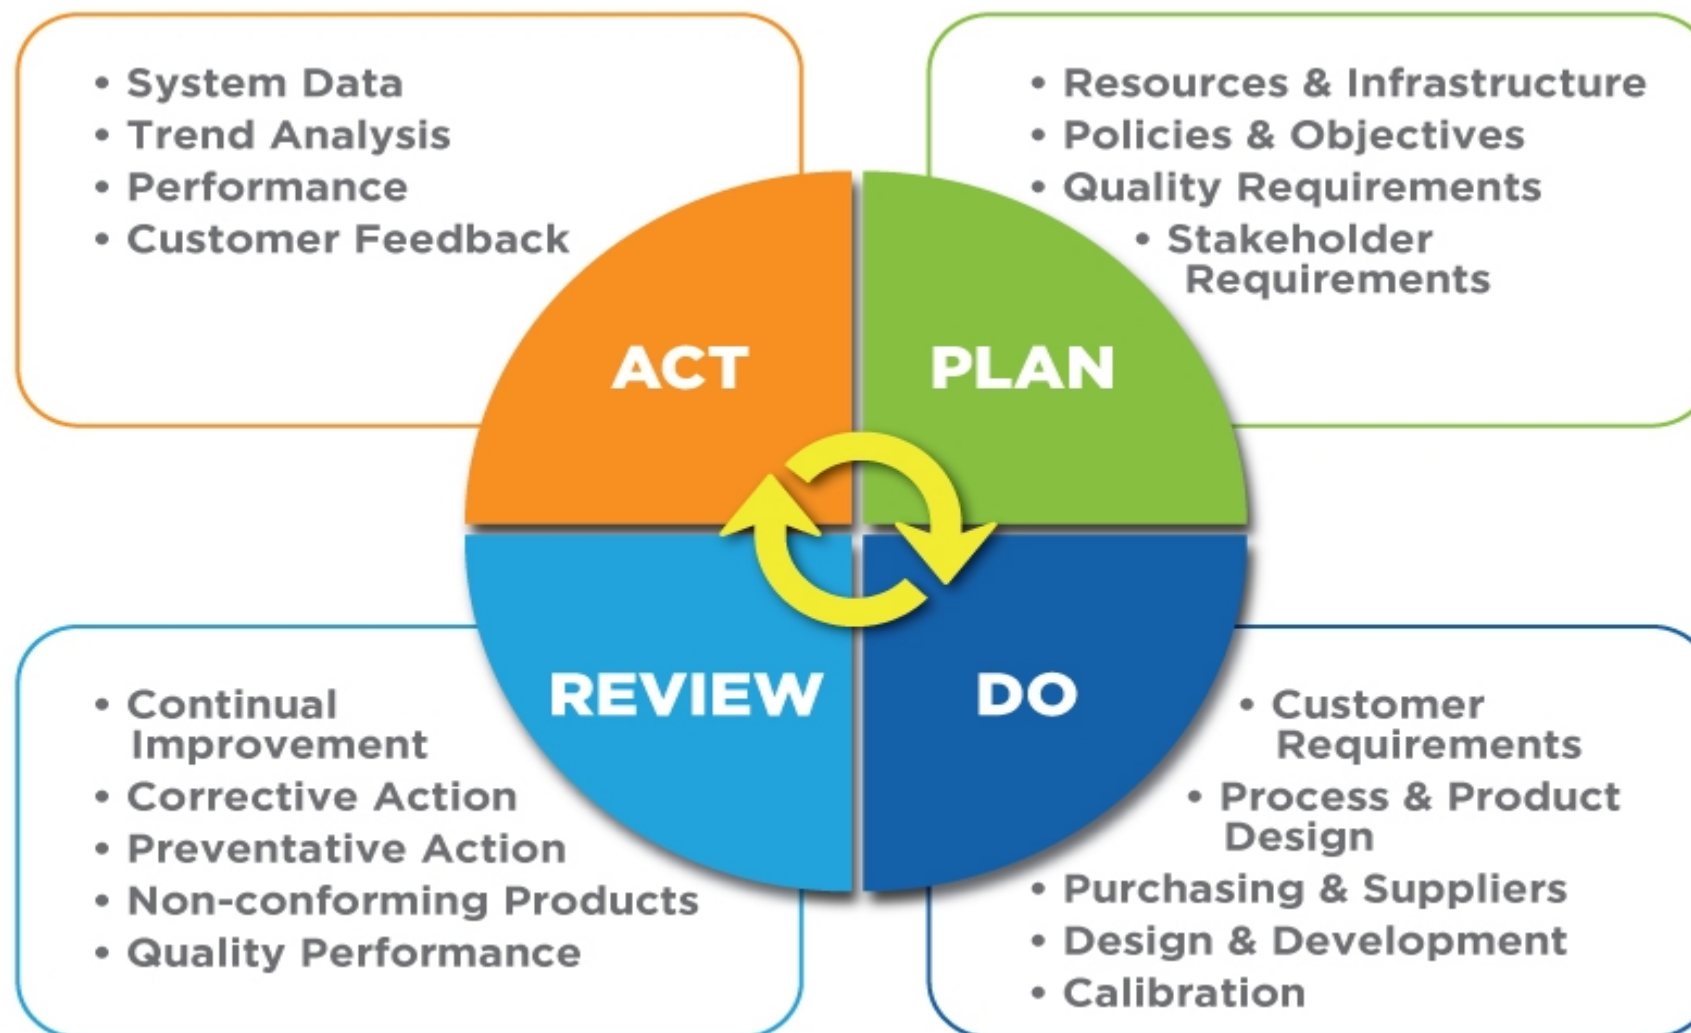 • System Data
• Trend Analysis
• Performance
• Customer Feedback
• Resources & Infrastructure
• Policies & Objectives
• Quality Requirements
• Stakeholder
Requirements
ACT
PLAN
REVIEW
DO
• Continual
Improvement
• Corrective Action
• Preventative Action
• Non-conforming Products
• Quality Performance
• Customer
Requirements
• Process & Product
Design
• Purchasing & Suppliers
• Design & Development
• Calibration